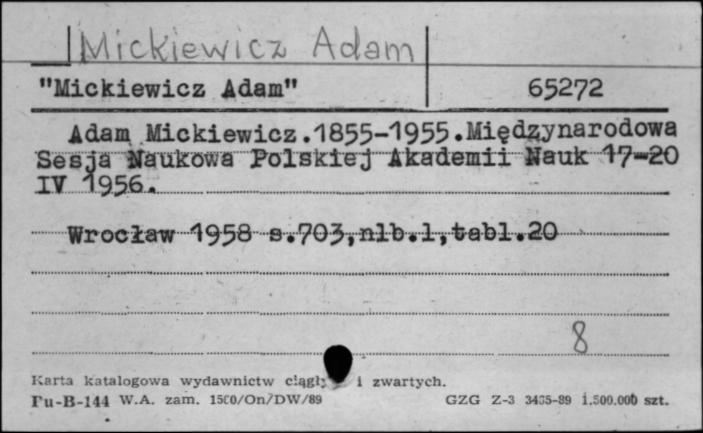 Mickiewicz Adam
"Mickiewicz Adam" 65272
Adam Mickiewicz.1855-1955.Międzynarodowa
Sesja Naukowa Polskiej Akademii Nauk 17-20
IV 1956.
Wrocław 1958 s.703,nlb.1,tabl.20
8
Karta katalogowa wydawnictw ciągły i zwartych.
Pu-B-144 W.A. zam. 1500/On/DW/89 GZG Z-3 3435-89 1.500.000 szt.